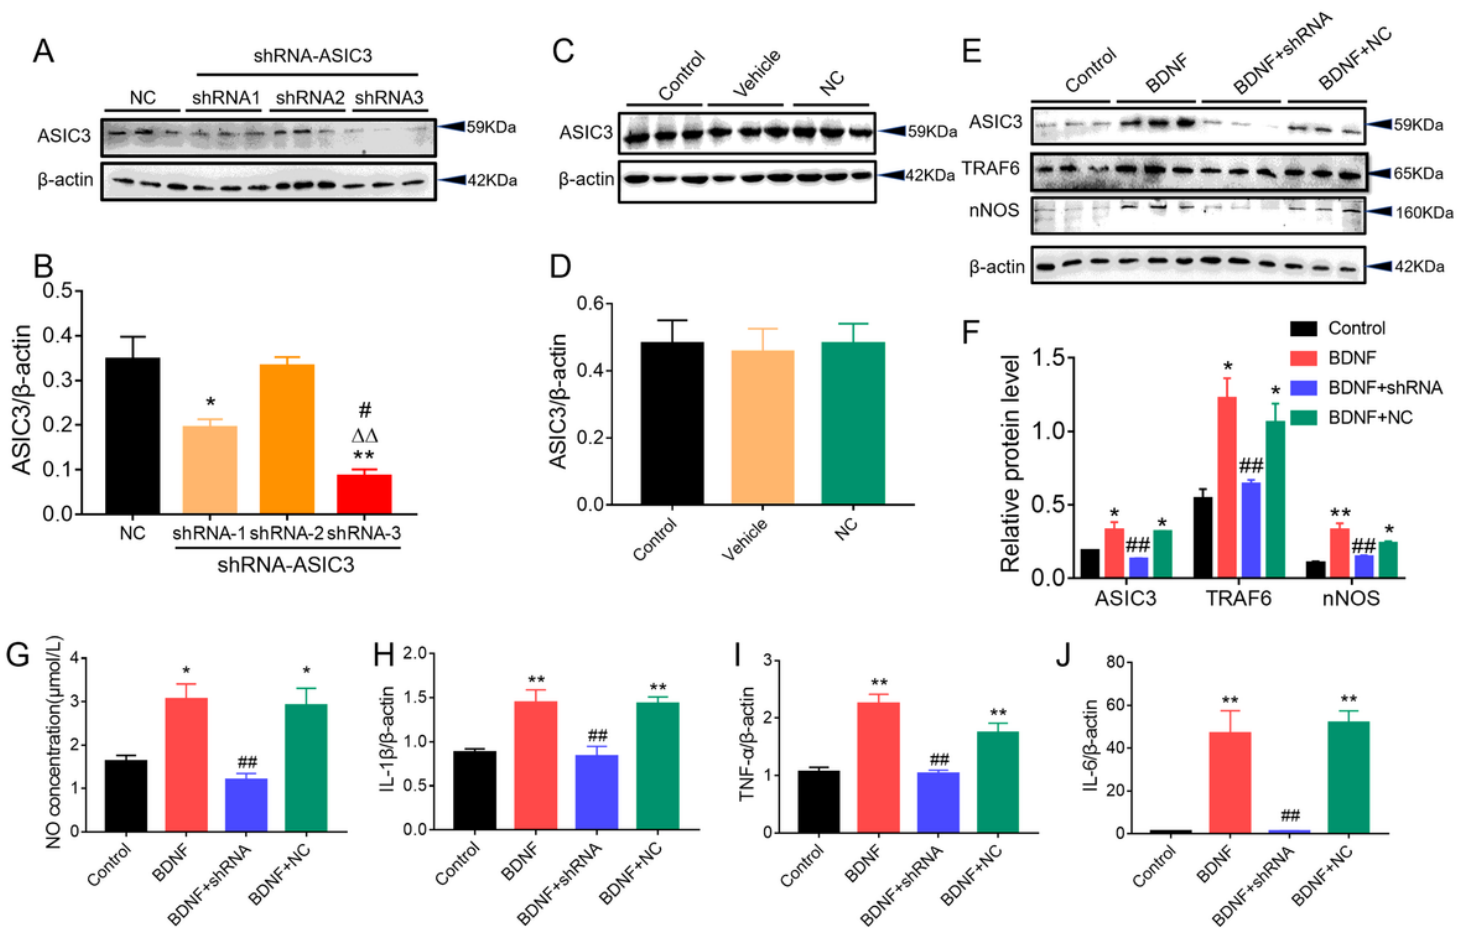 A
shRNA-ASIC3
NC shRNA1 shRNA2 shRNA3
ASIC3
59KDa
β-actin
42KDa
C
Control Vehicle NC
ASIC3
59KDa
β-actin
42KDa
E
Control BDNF BDNF+shRNA BDNF+NC
ASIC3
59KDa
TRAF6
65KDa
nNOS
160KDa
β-actin
42KDa
B
ASIC3/β-actin
0.5
0.4
0.3
0.2
0.1
0.0
*
#
ΔΔ
**
NC shRNA-1 shRNA-2 shRNA-3
shRNA-ASIC3
D
ASIC3/β-actin
0.6
0.4
0.2
0.0
Control Vehicle NC
F
Control
BDNF
BDNF+shRNA
BDNF+NC
Relative protein level
1.5
1.0
0.5
0.0
* ## *
* ## *
** ## *
ASIC3 TRAF6 nNOS
G
NO concentration(μmol/L)
4
3
2
1
0
* ## *
Control BDNF BDNF+shRNA BDNF+NC
H
IL-1β/β-actin
2.0
1.5
1.0
0.5
0.0
** ## **
Control BDNF BDNF+shRNA BDNF+NC
I
TNF-α/β-actin
3
2
1
0
** ## **
Control BDNF BDNF+shRNA BDNF+NC
J
IL-6/β-actin
80
60
40
20
0
** ## **
Control BDNF BDNF+shRNA BDNF+NC